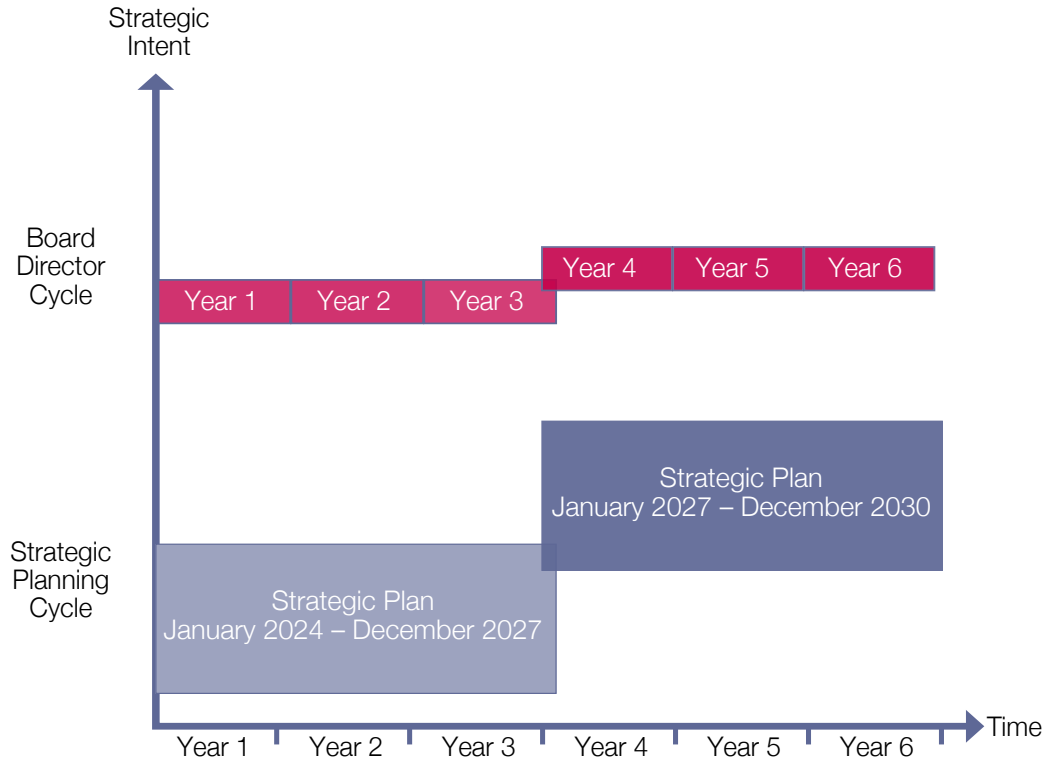 Strategic
Intent
Board
Director
Cycle
Year 4
Year 5
Year 6
Year 1
Year 2
Year 3
Strategic Plan
January 2027 – December 2030
Strategic
Planning
Cycle
Strategic Plan
January 2024 – December 2027
Time
Year 1
Year 2
Year 3
Year 4
Year 5
Year 6